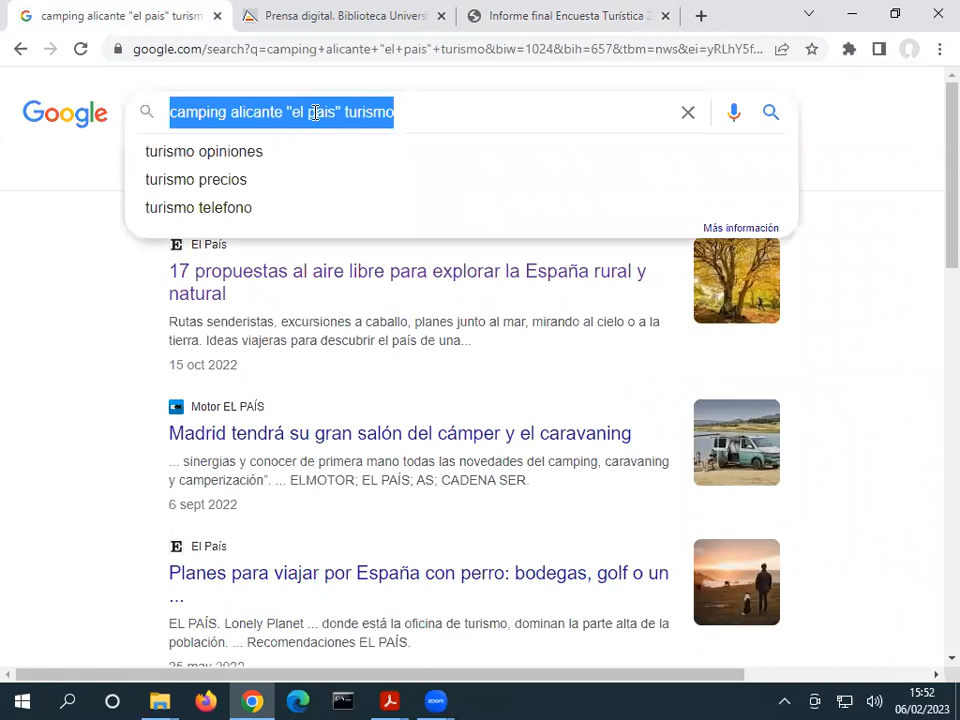 camping alicante "el pais" turism
Prensa digital. Biblioteca Univers
Informe final Encuesta Turística 2
google.com/search?q=camping+alicante+"el+pais"+turismo&biw=1024&bih=657&tbm=nws&ei=yRLhY5f...
Google
camping alicante "el pais" turismo
turismo opiniones
turismo precios
turismo telefono
Más información
El País
17 propuestas al aire libre para explorar la España rural y
natural
Rutas senderistas, excursiones a caballo, planes junto al mar, mirando al cielo o a la
tierra. Ideas viajeras para descubrir el país de una...
15 oct 2022
Motor EL PAÍS
Madrid tendrá su gran salón del cámper y el caravaning
... sinergias y conocer de primera mano todas las novedades del camping, caravaning
y camperización". ... ELMOTOR; EL PAÍS; AS; CADENA SER.
6 sept 2022
El País
Planes para viajar por España con perro: bodegas, golf o un
...
EL PAÍS. Lonely Planet ... donde está la oficina de turismo, dominan la parte alta de la
población. ... Recomendaciones EL PAÍS.
25 may 2022
zoom
15:52
06/02/2023